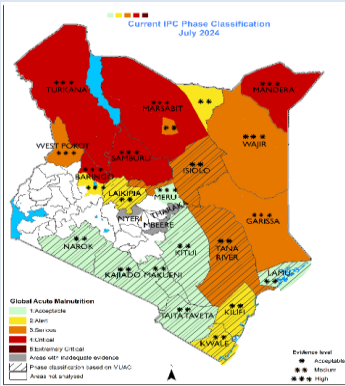 Current IPC Phase Classification
July 2024
TURKANA
MARSABIT
MANDERA
WEST POKOT
SAMBURU
WAJIR
BARINGO
ISIOLO
LAIKIPIA
MERU
THARAKA
NYERI
MBEERE
GARISSA
NAROK
KITUI
TANA
RIVER
LAMU
KAJIADO
MAKUENI
TAITA TAVETA
KILIFI
KWALE
Global Acute Malnutrition
1:Acceptable
2:Alert
3:Serious
4:Critical
5:Extremely Critical
Areas with inadequate evidence
Phase classification based on MUAC
Areas not analysed
Evidence level
* Acceptable
** Medium
*** High